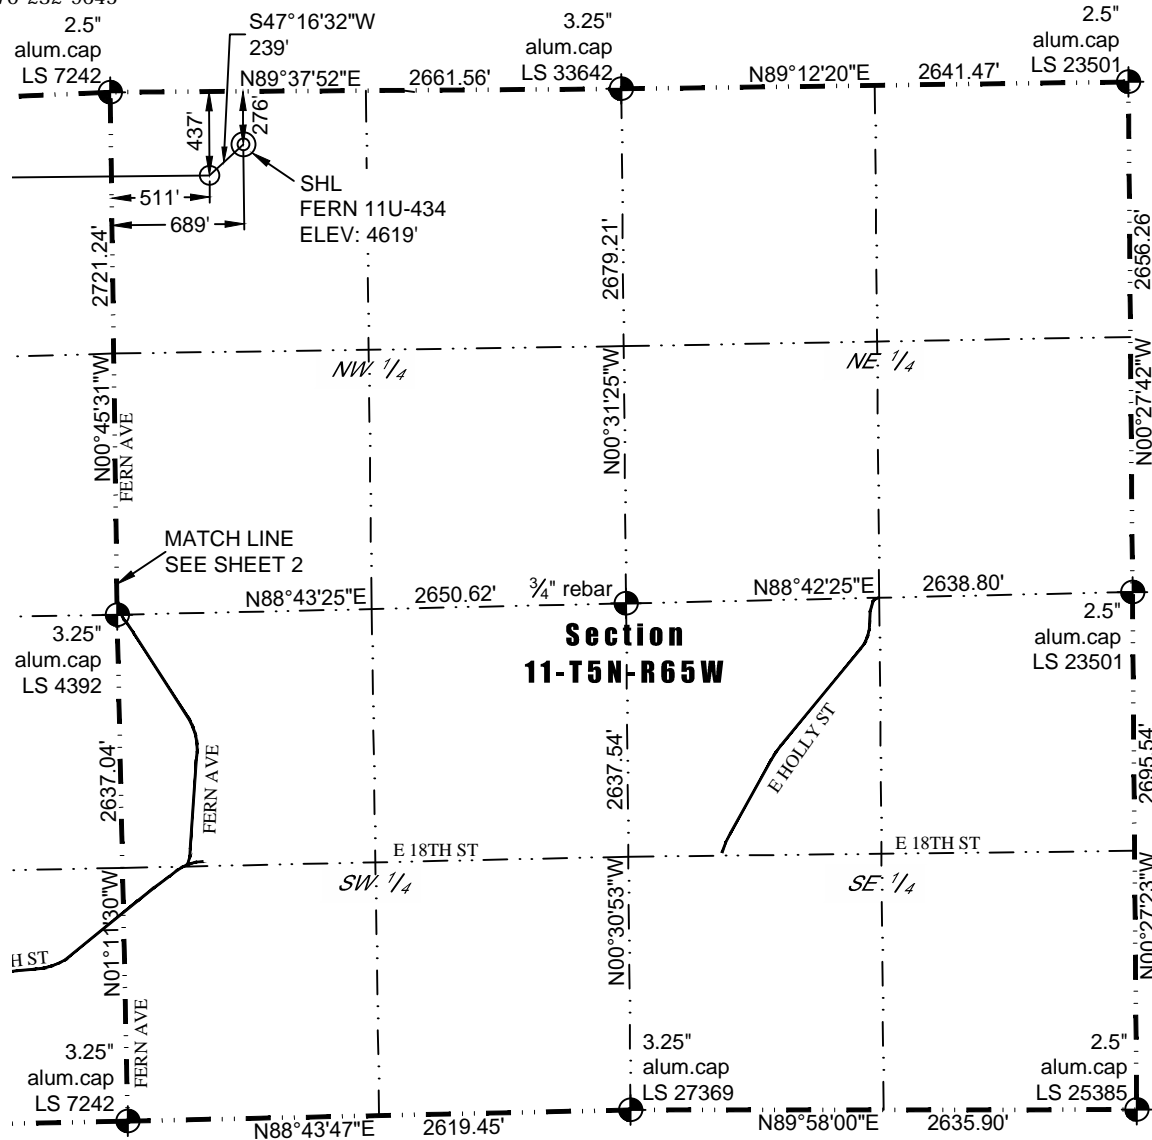 2.5"
alum.cap
LS 7242
S47°16'32"W
239'
3.25"
alum.cap
LS 33642
2.5"
alum.cap
LS 23501
N89°37'52"E
2661.56'
N89°12'20"E
2641.47'
437'
276'
511'
689'
SHL
FERN 11U-434
ELEV: 4619'
2721.24'
2679.21'
2656.26'
NW 1/4
NE 1/4
N00°45'31"W
N00°31'25"W
N00°27'42"W
FERN AVE
MATCH LINE
SEE SHEET 2
N88°43'25"E
2650.62'
3/4" rebar
N88°42'25"E
2638.80'
3.25"
alum.cap
LS 4392
Section
11-T5N-R65W
2.5"
alum.cap
LS 23501
2637.04'
FERN AVE
2637.54'
E HOLLY ST
2695.54'
E 18TH ST
E 18TH ST
SW 1/4
SE 1/4
N01°11'30"W
N00°30'53"W
N00°27'23"W
H ST
FERN AVE
3.25"
alum.cap
LS 7242
3.25"
alum.cap
LS 27369
2.5"
alum.cap
LS 25385
N88°43'47"E
2619.45'
N89°58'00"E
2635.90'